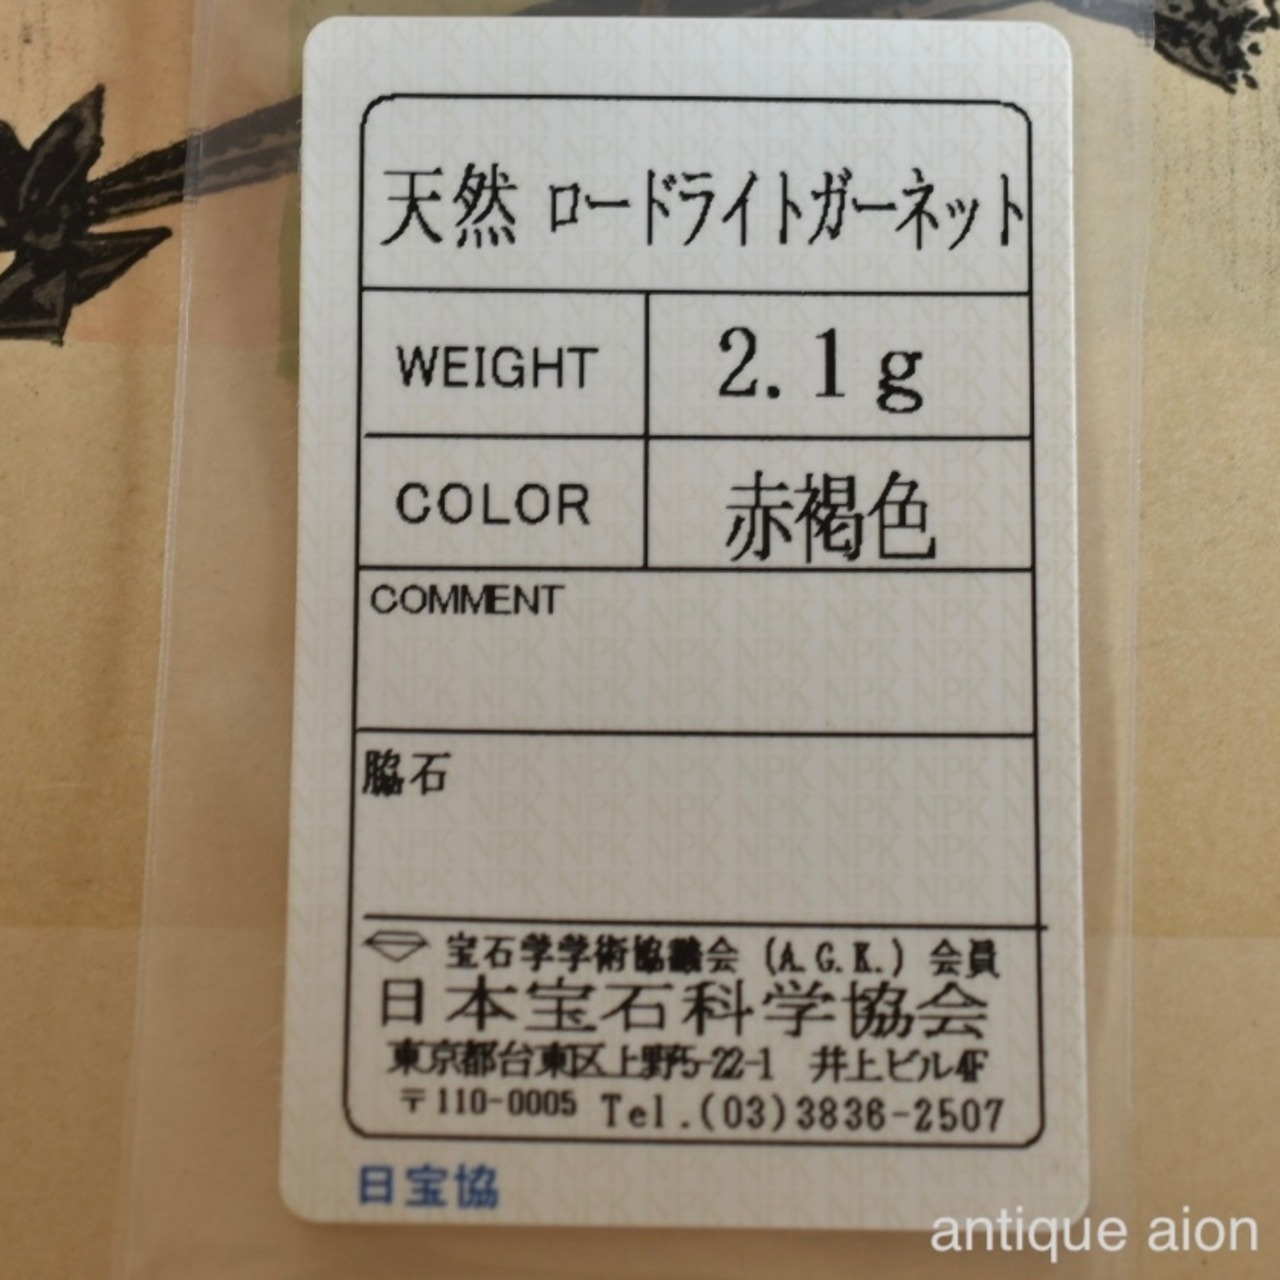 天然 ロードライトガーネット
WEIGHT 2.1g
COLOR 赤褐色
COMMENT
脇石
宝石学学術協議会 (A.G.K.) 会員
日本宝石科学協会
東京都台東区上野5-22-1 井上ビル4F
〒110-0005 Tel.(03)3836-2507
日宝協
antique aion